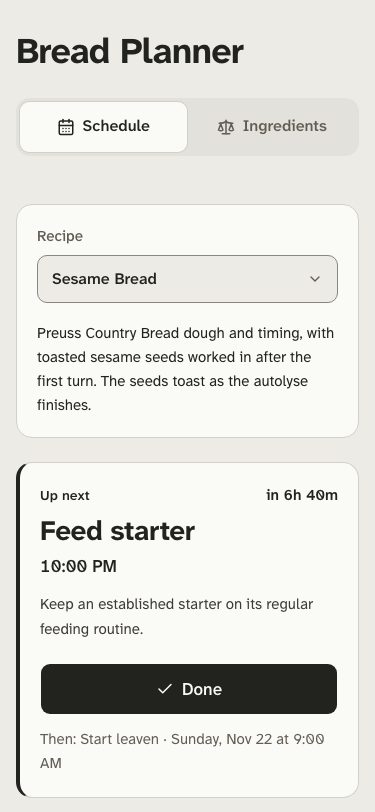 Bread Planner
Schedule
Ingredients
Recipe
Sesame Bread
Preuss Country Bread dough and timing, with
toasted sesame seeds worked in after the
first turn. The seeds toast as the autolyse
finishes.
Up next
in 6h 40m
Feed starter
10:00 PM
Keep an established starter on its regular
feeding routine.
Done
Then: Start leaven · Sunday, Nov 22 at 9:00
AM